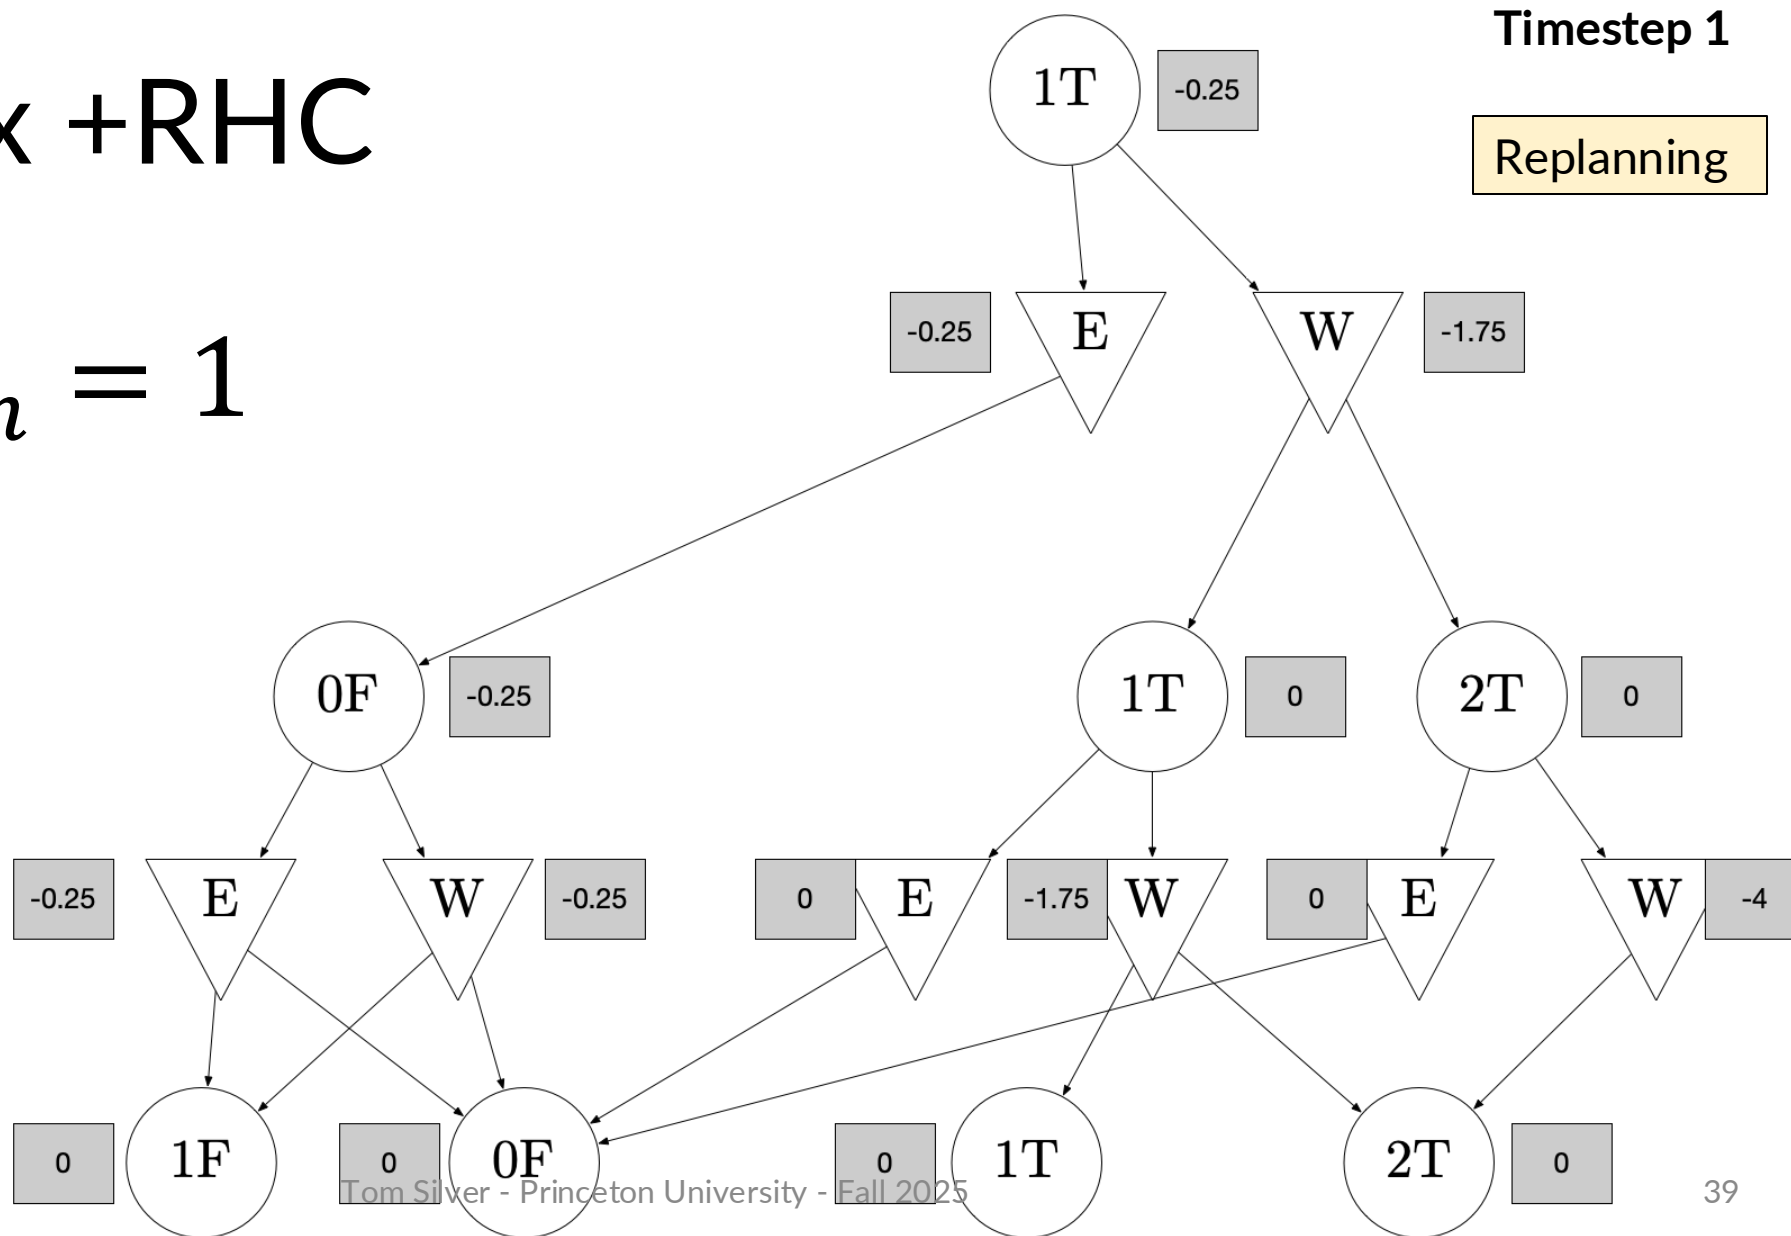 Timestep 1
x +RHC
1T -0.25
Replanning
n = 1
-0.25 E W -1.75
0F -0.25 1T 0 2T 0
-0.25 E W -0.25 0 E -1.75 W 0 E W -4
0 1F 0 0F 0 1T 2T 0
Tom Silver - Princeton University - Fall 2025 39